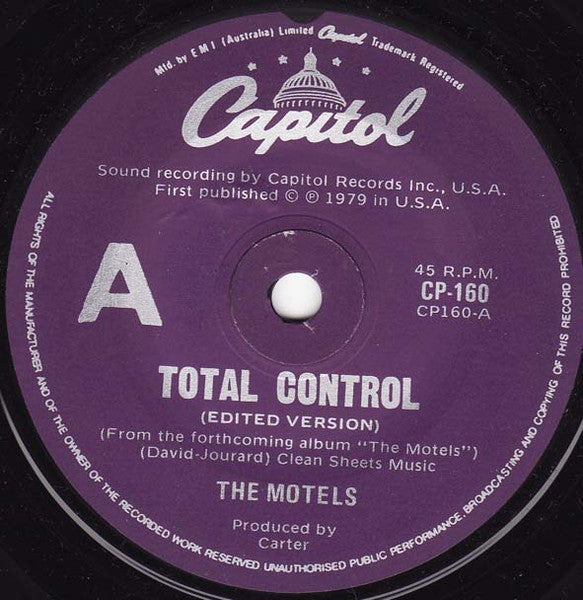 Mfd. by E M I (Australia) Limited Capitol Trademark Registered
Capitol
Sound recording by Capitol Records Inc., U.S.A.
First published © ℗ 1979 in U.S.A.
A
45 R.P.M.
CP-160
CP160-A
TOTAL CONTROL
(EDITED VERSION)
(From the forthcoming album "The Motels")
(David-Jourard) Clean Sheets Music
THE MOTELS
Produced by
Carter
ALL RIGHTS OF THE MANUFACTURER AND OF THE OWNER OF THE RECORDED WORK RESERVED UNAUTHORISED PUBLIC PERFORMANCE, BROADCASTING AND COPYING OF THIS RECORD PROHIBITED